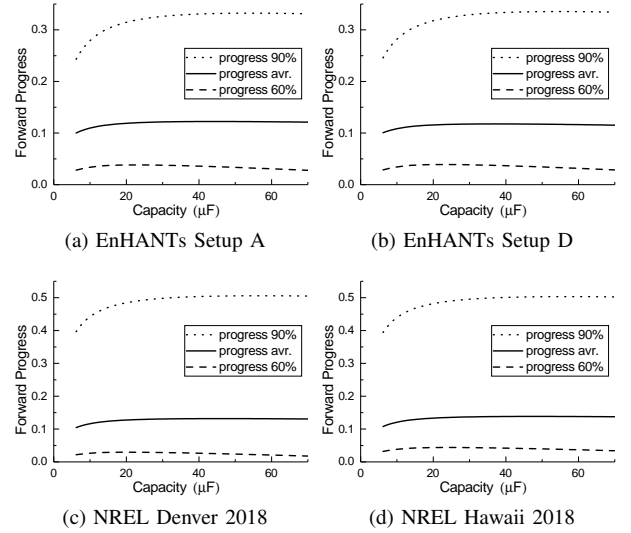 Forward Progress
0.3
0.2
0.1
0.0
progress 90%
progress avr.
progress 60%
20 40 60
Capacity (μF)
(a) EnHANTs Setup A
Forward Progress
0.3
0.2
0.1
0.0
progress 90%
progress avr.
progress 60%
20 40 60
Capacity (μF)
(b) EnHANTs Setup D
Forward Progress
0.5
0.4
0.3
0.2
0.1
0.0
progress 90%
progress avr.
progress 60%
0 20 40 60
Capacity (μF)
(c) NREL Denver 2018
Forward Progress
0.5
0.4
0.3
0.2
0.1
0.0
progress 90%
progress avr.
progress 60%
0 20 40 60
Capacity (μF)
(d) NREL Hawaii 2018